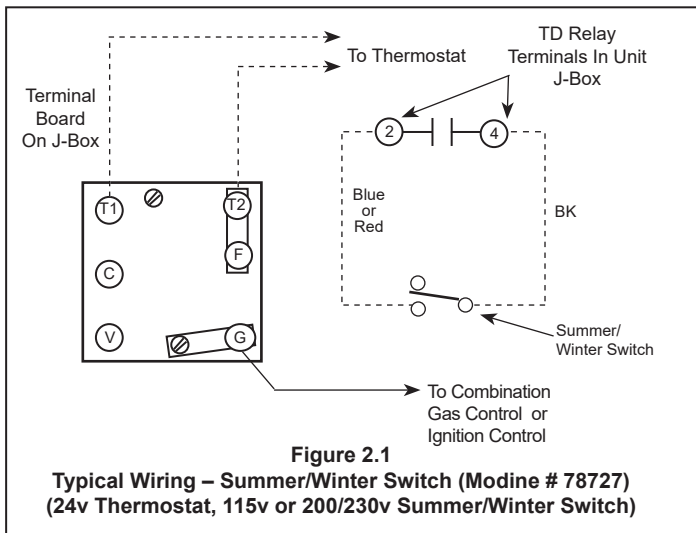 To Thermostat
TD Relay
Terminals In Unit
J-Box
Terminal
Board
On J-Box
2
4
Blue
or
Red
BK
T1
T2
F
C
V
G
Summer/
Winter Switch
To Combination
Gas Control or
Ignition Control
Figure 2.1
Typical Wiring – Summer/Winter Switch (Modine # 78727)
(24v Thermostat, 115v or 200/230v Summer/Winter Switch)